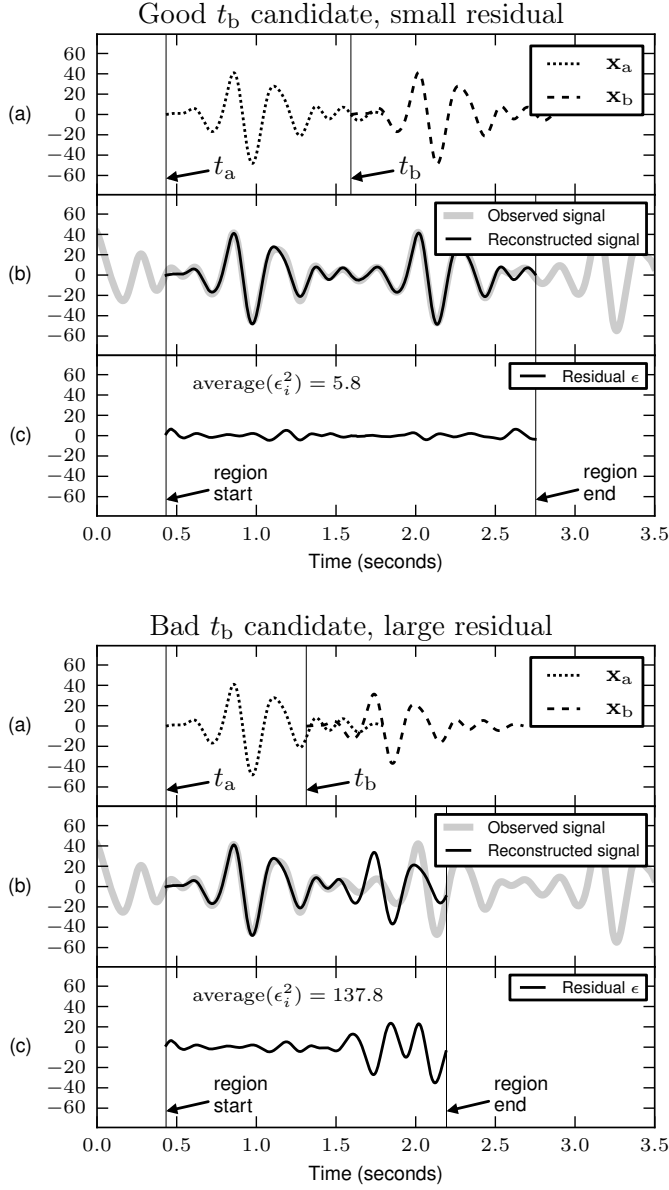 Good t_b candidate, small residual
(a)
60
40
20
0
−20
−40
−60
x_a
x_b
t_a
t_b
(b)
60
40
20
0
−20
−40
−60
Observed signal
Reconstructed signal
(c)
60
40
20
0
−20
−40
−60
average(ϵ_i^2) = 5.8
Residual ϵ
region
start
region
end
0.0 0.5 1.0 1.5 2.0 2.5 3.0 3.5
Time (seconds)
Bad t_b candidate, large residual
(a)
60
40
20
0
−20
−40
−60
x_a
x_b
t_a
t_b
(b)
60
40
20
0
−20
−40
−60
Observed signal
Reconstructed signal
(c)
60
40
20
0
−20
−40
−60
average(ϵ_i^2) = 137.8
Residual ϵ
region
start
region
end
0.0 0.5 1.0 1.5 2.0 2.5 3.0 3.5
Time (seconds)